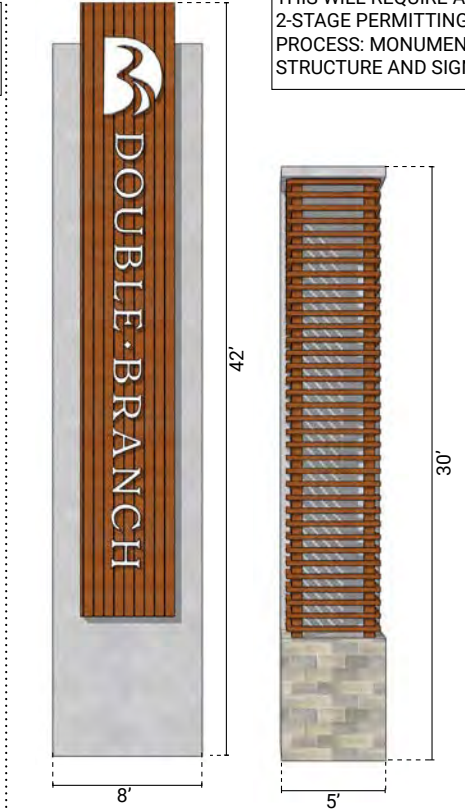 THIS WILL REQUIRE A
2-STAGE PERMITTING
PROCESS: MONUMEN
STRUCTURE AND SIGN
DOUBLE·BRANCH
42’
30’
8’
5’